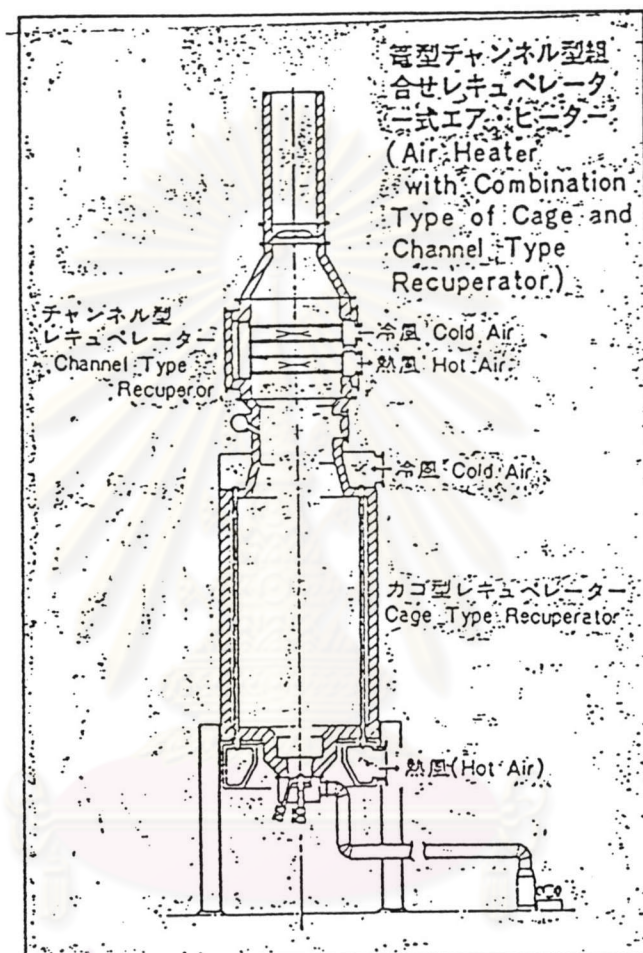 篭型チャンネル型組
合せレキュペレータ
ー式エア・ヒーター
(Air Heater
with Combination
Type of Cage and
Channel Type
Recuperator)
チャンネル型
レキュペレーター
Channel Type
Recuperor
冷風 Cold Air
熱風 Hot Air
冷風 Cold Air
カゴ型レキュペレーター
Cage Type Recuperator
熱風(Hot Air)